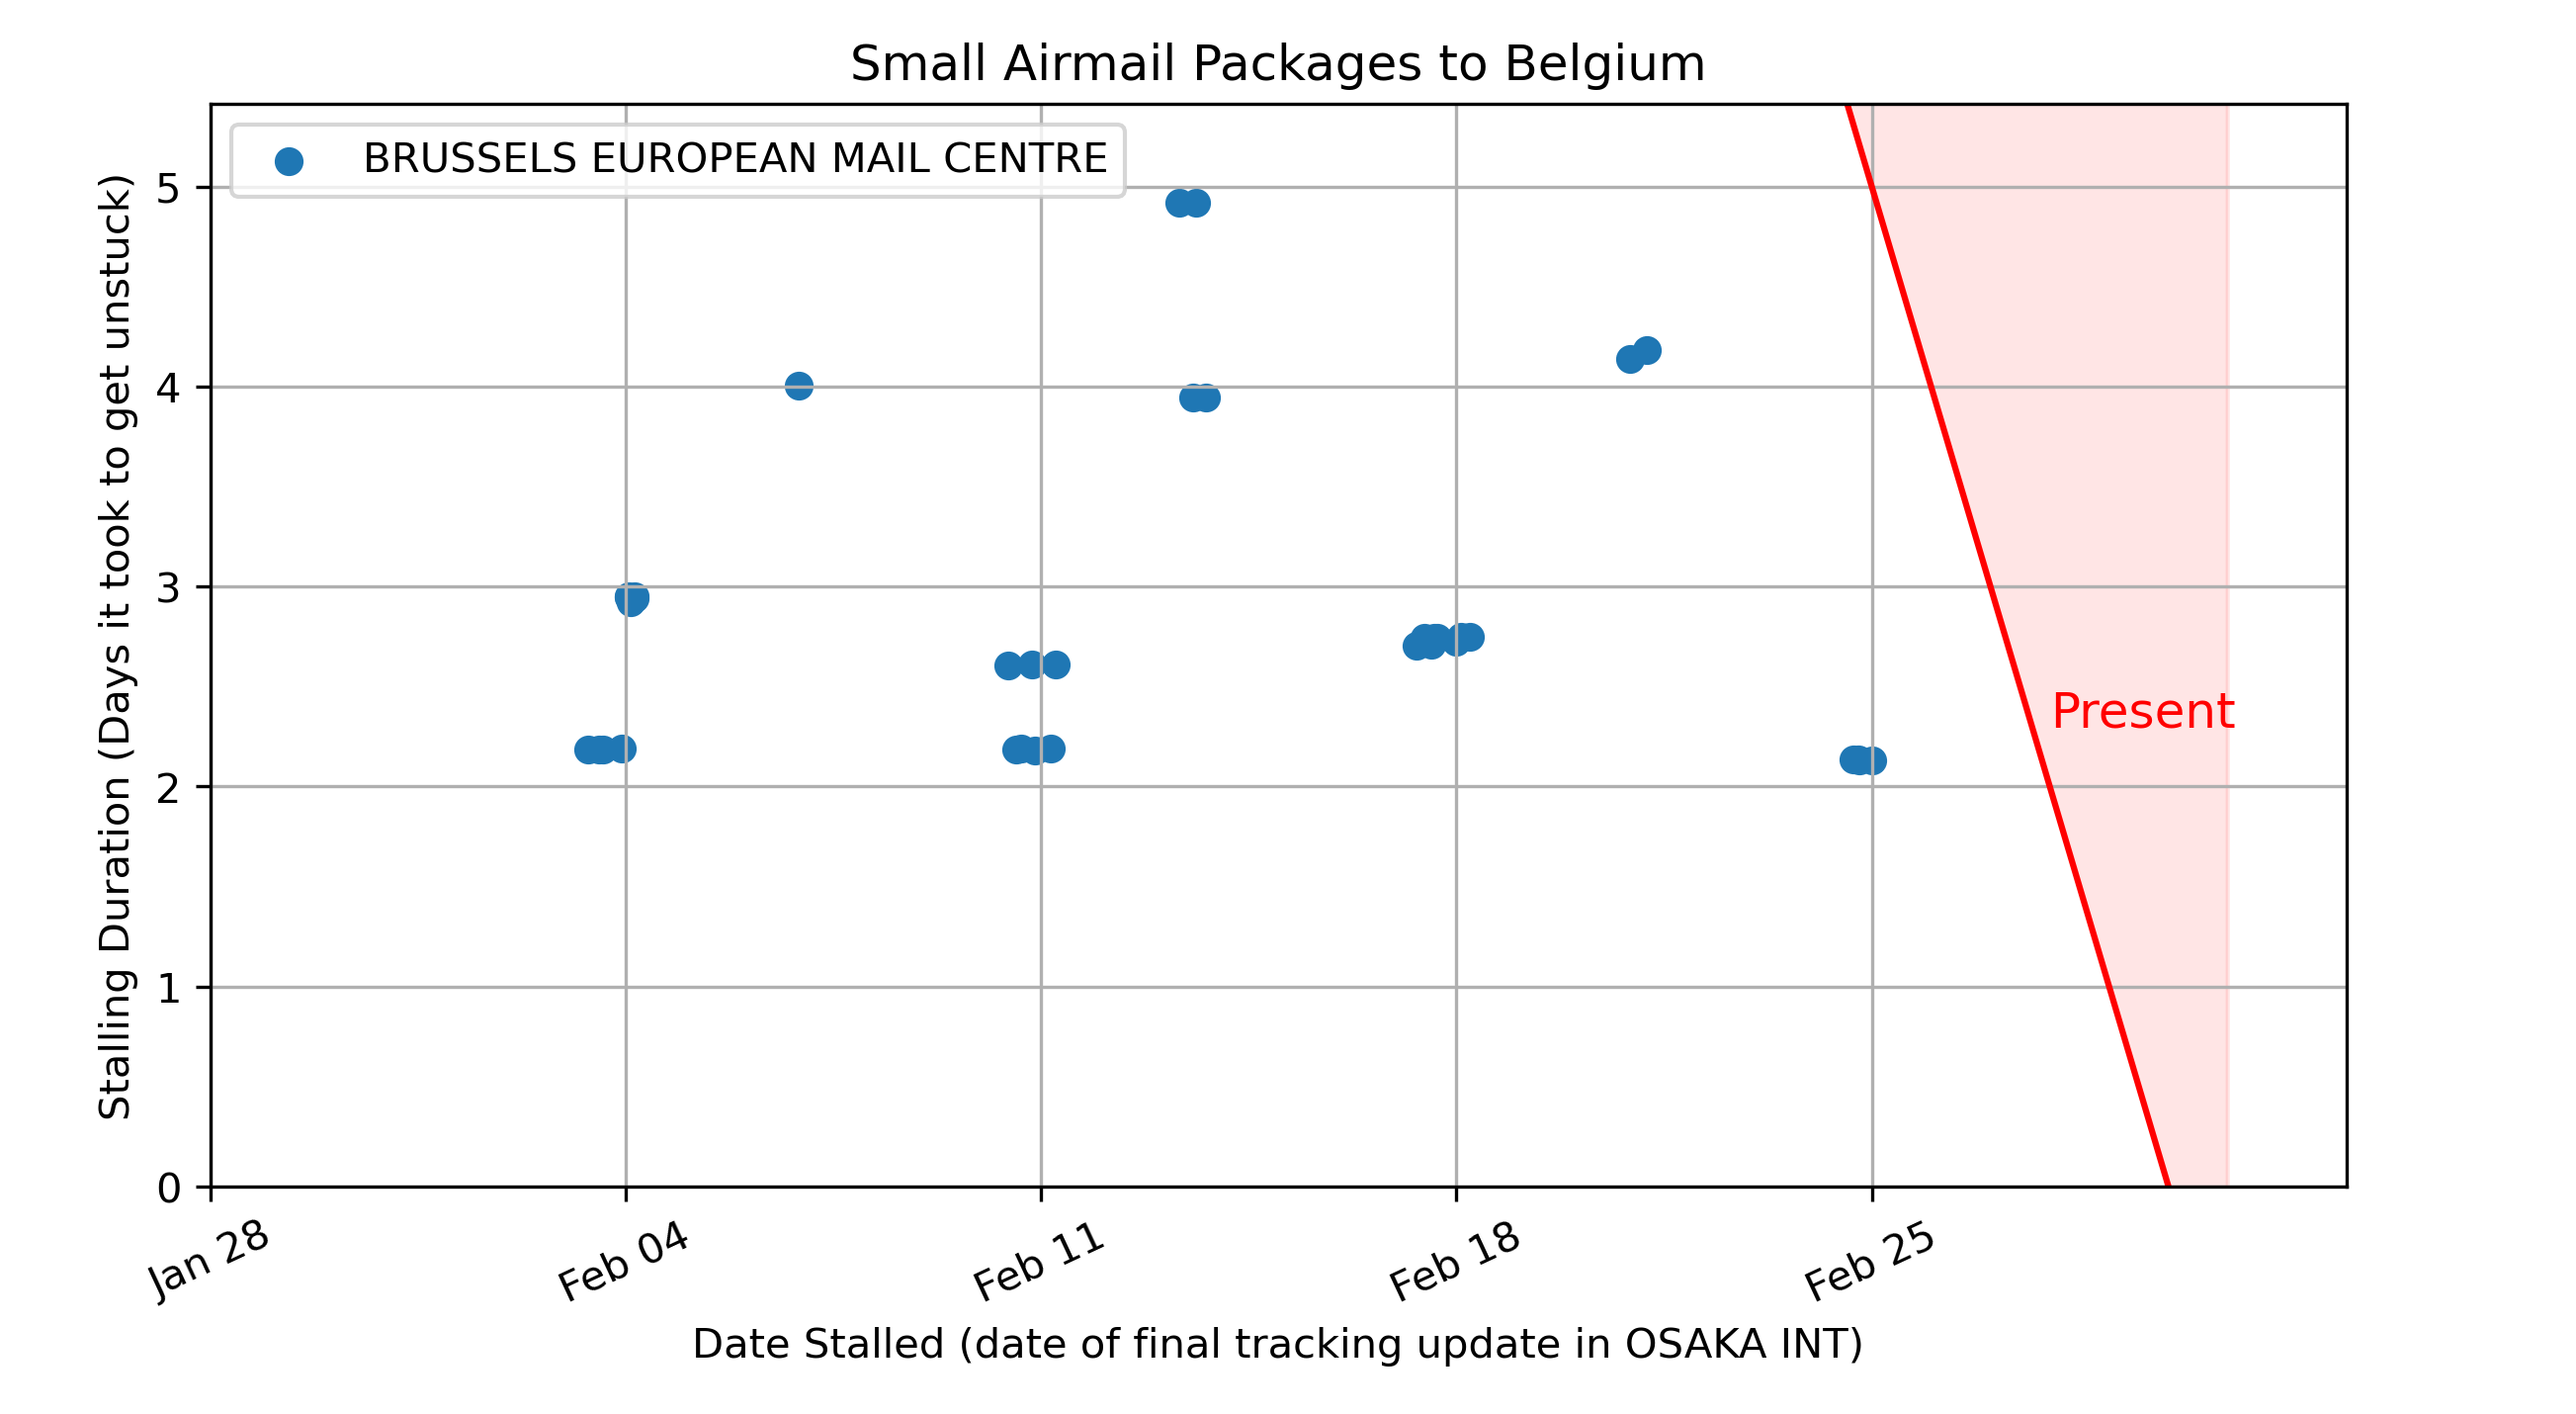 Small Airmail Packages to Belgium
BRUSSELS EUROPEAN MAIL CENTRE
Stalling Duration (Days it took to get unstuck)
5
4
3
2
1
0
Present
Jan 28
Feb 04
Feb 11
Feb 18
Feb 25
Date Stalled (date of final tracking update in OSAKA INT)